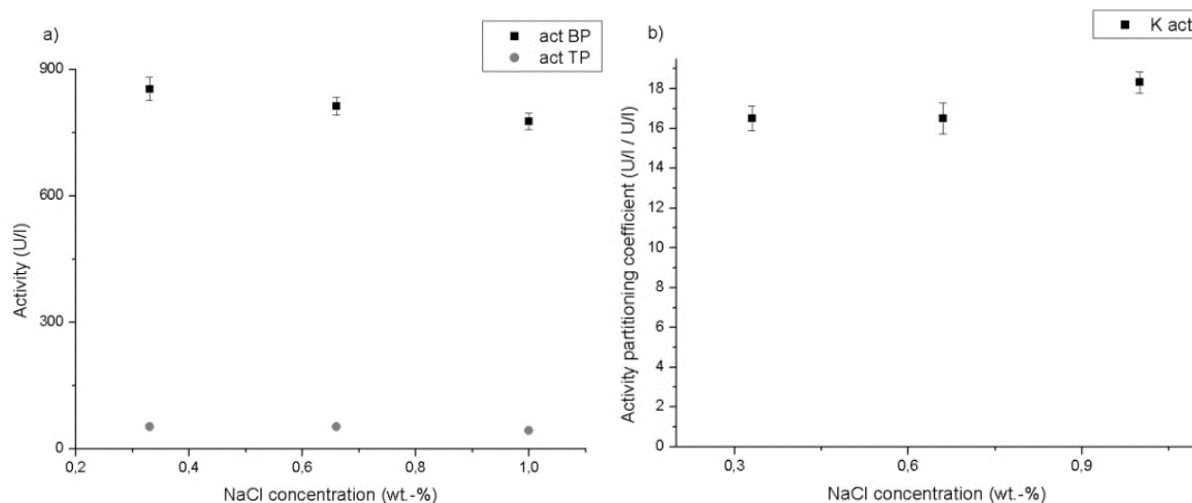 a)
act BP
act TP
900
600
300
0
Activity (U/l)
0,2 0,4 0,6 0,8 1,0
NaCl concentration (wt.-%)
b)
K act
18
16
14
12
10
8
6
4
2
0
Activity partitioning coefficient (U/l / U/l)
0,3 0,6 0,9
NaCl concentration (wt.-%)